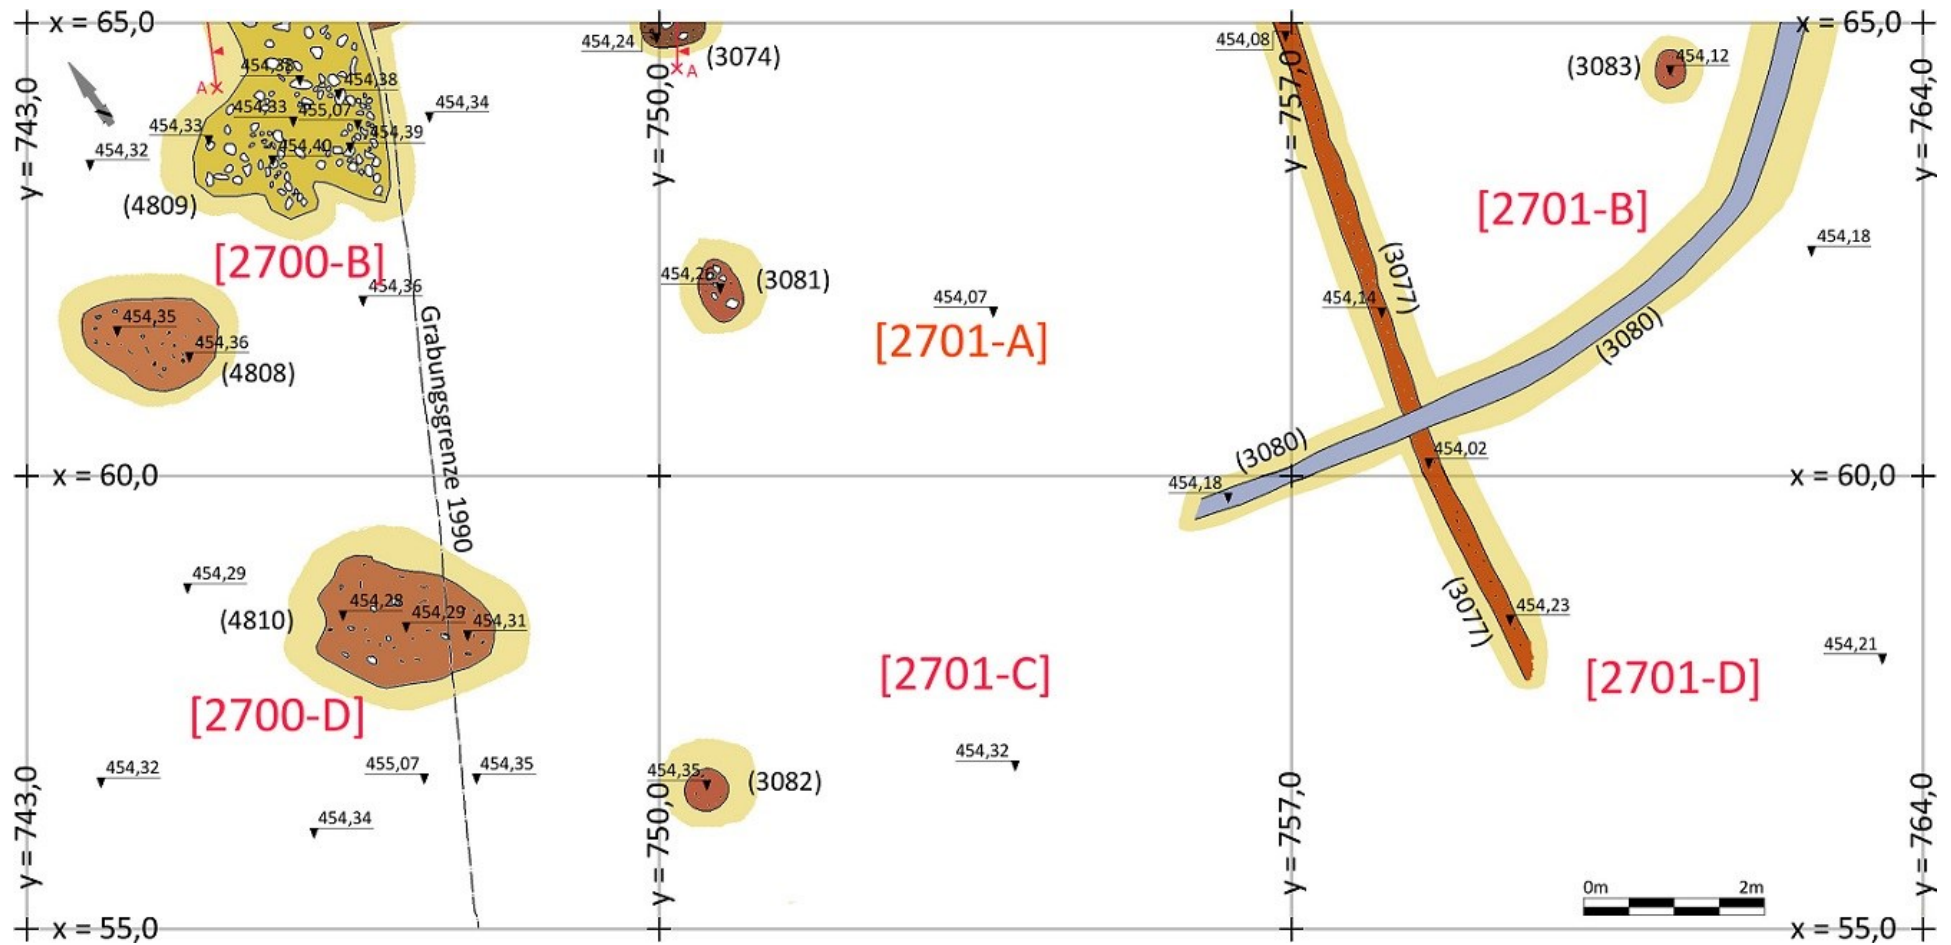 x = 65,0
x = 65,0
454,24
(3074)
A
454,08
(3083)
454,12
y = 743,0
A
454,38
454,38
454,34
y = 750,0
y = 757,0
y = 764,0
454,33
455,07
454,33
454,39
454,40
454,32
(4809)
[2700-B]
[2701-B]
454,18
454,36
454,26
(3081)
454,07
(3077)
454,14
454,35
454,36
(4808)
Grabungsgrenze 1990
[2701-A]
(3080)
(3080)
454,02
x = 60,0
x = 60,0
454,18
454,29
(4810)
454,28
454,29
454,31
(3077)
454,23
454,21
[2701-C]
[2701-D]
[2700-D]
454,32
455,07
454,35
454,35
(3082)
454,32
454,34
y = 743,0
y = 750,0
y = 757,0
y = 764,0
0m
2m
x = 55,0
x = 55,0